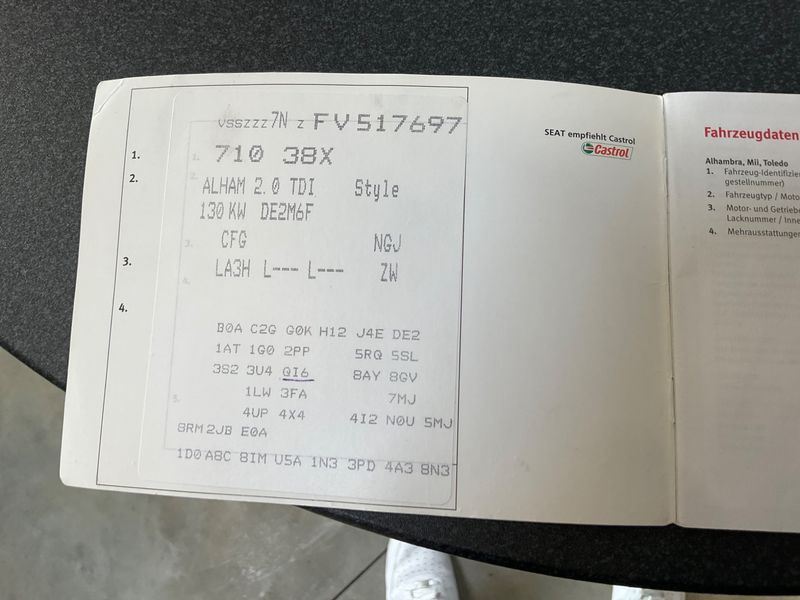 vsszzz7N z FV517697
1. 710 38X
2. ALHAM 2.0 TDI Style
130 KW DE2M6F
CFG NGJ
3. LA3H L--- L--- ZW
4.
B0A C2G G0K H12 J4E DE2
1AT 1G0 2PP 5RQ 5SL
3S2 3U4 QI6 8AY 8GV
1LW 3FA 7MJ
4UP 4X4 4I2 N0U 5MJ
8RM 2JB E0A
1D0 A8C 8IM U5A 1N3 3PD 4A3 8N3
SEAT empfiehlt Castrol
Castrol
Fahrzeugdaten
Alhambra, Mii, Toledo
1. Fahrzeug-Identifizie
gestellnummer)
2. Fahrzeugtyp / Moto
3. Motor- und Getriebe
Lacknummer / Inne
4. Mehrausstattungen